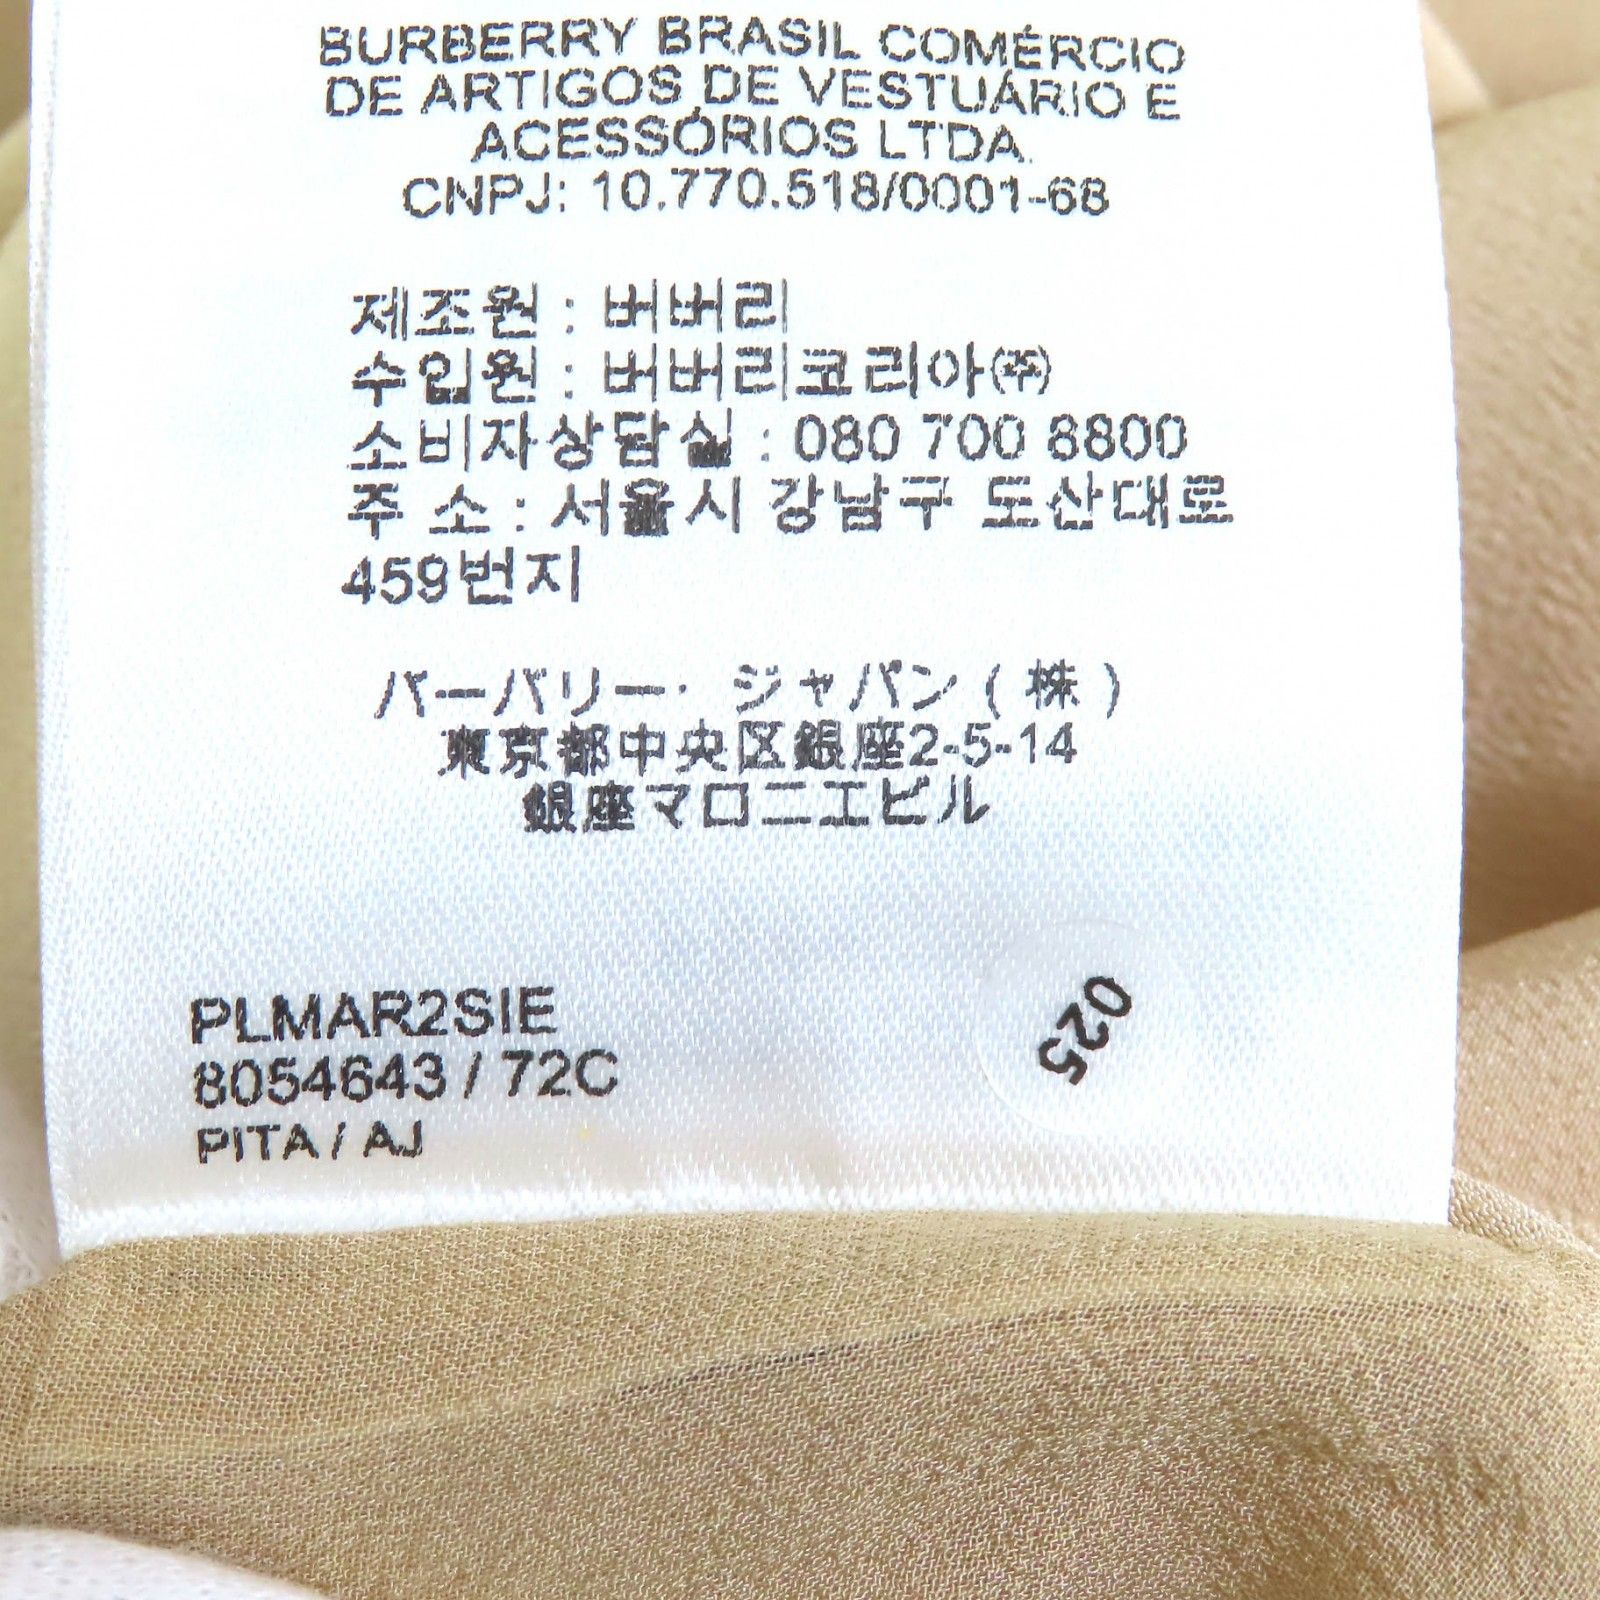 BURBERRY BRASIL COMÉRCIO
DE ARTIGOS DE VESTUÁRIO E
ACESSÓRIOS LTDA.
CNPJ: 10.770.518/0001-68
제조원 : 버버리
수입원 : 버버리코리아㈜
소비자상담실 : 080 700 8800
주 소 : 서울시 강남구 도산대로
459번지
バーバリー・ジャパン ( 株 )
東京都中央区銀座2-5-14
銀座マロニエビル
025
PLMAR2SIE
8054643 / 72C
PITA / AJ